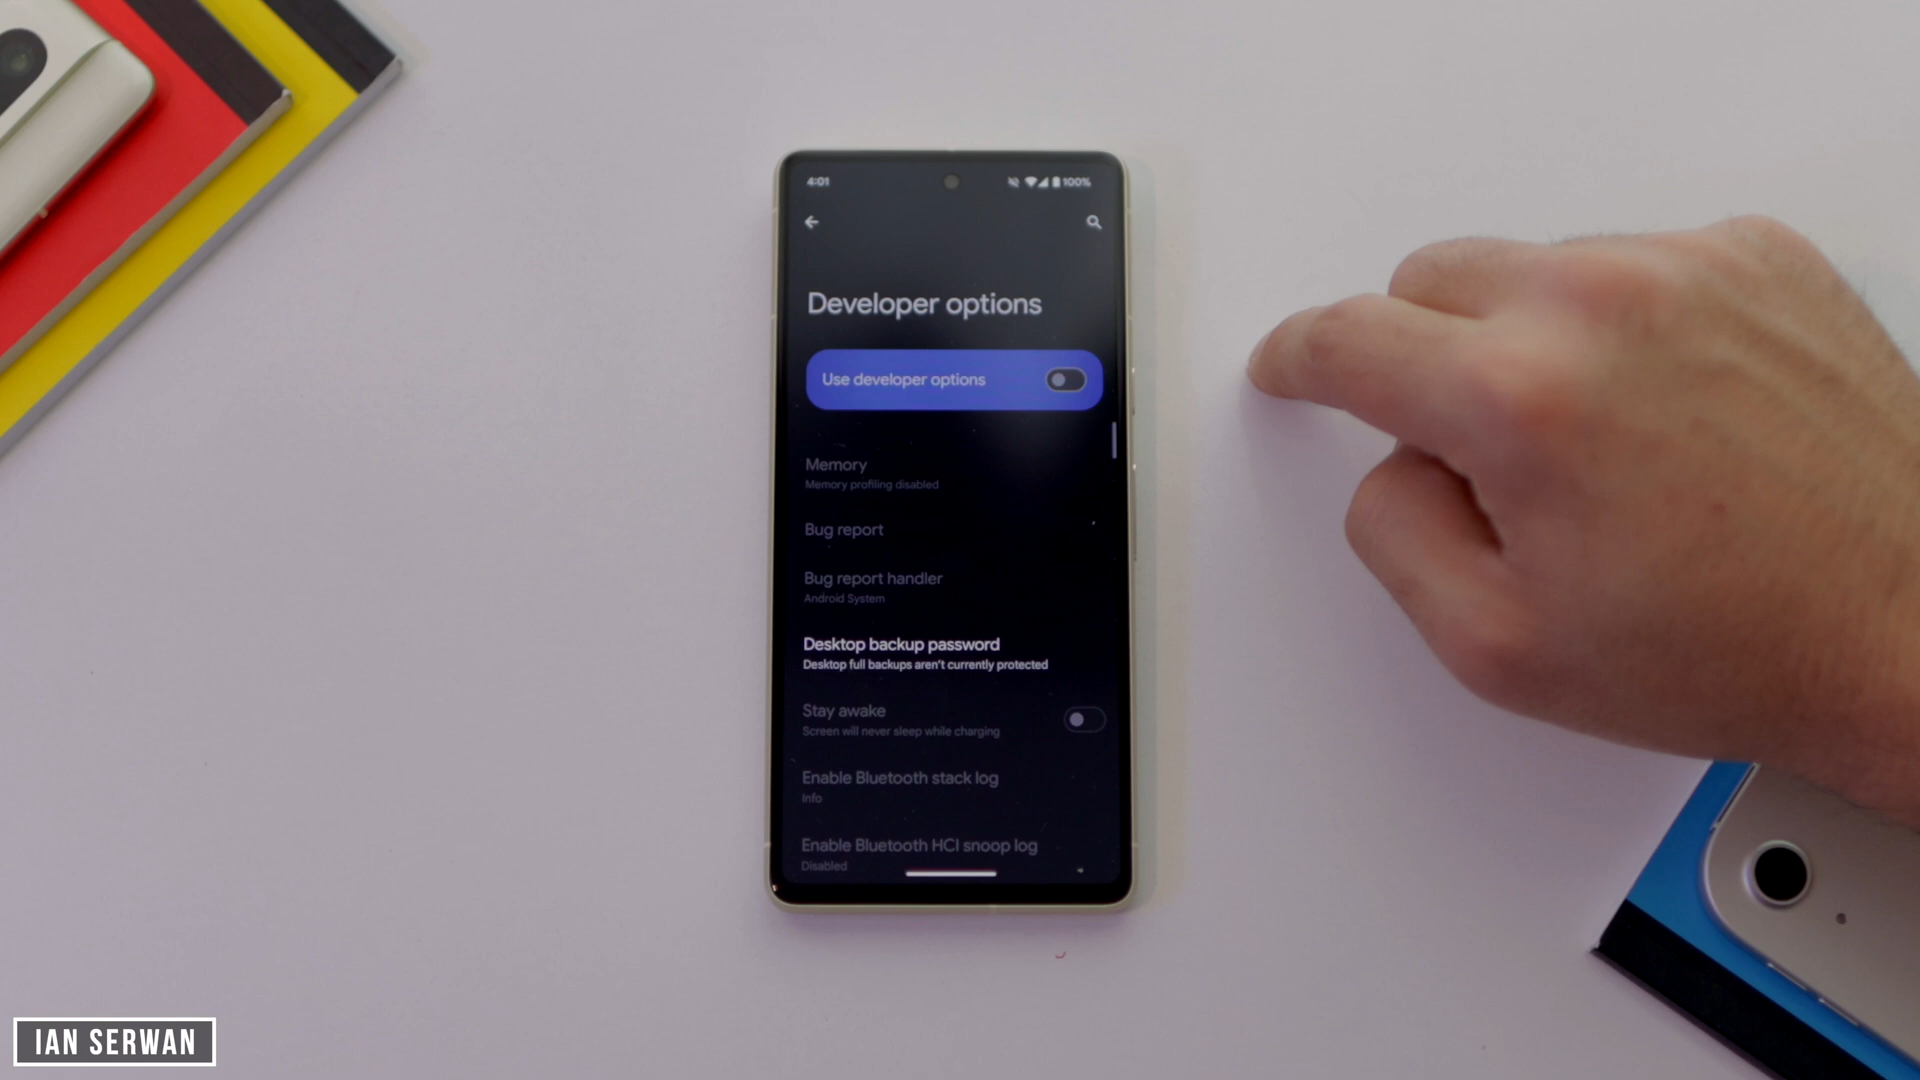 4:01
100%
Developer options
Use developer options
Memory
Memory profiling disabled
Bug report
Bug report handler
Android System
Desktop backup password
Desktop full backups aren't currently protected
Stay awake
Screen will never sleep while charging
Enable Bluetooth stack log
Info
Enable Bluetooth HCI snoop log
Disabled
IAN SERWAN